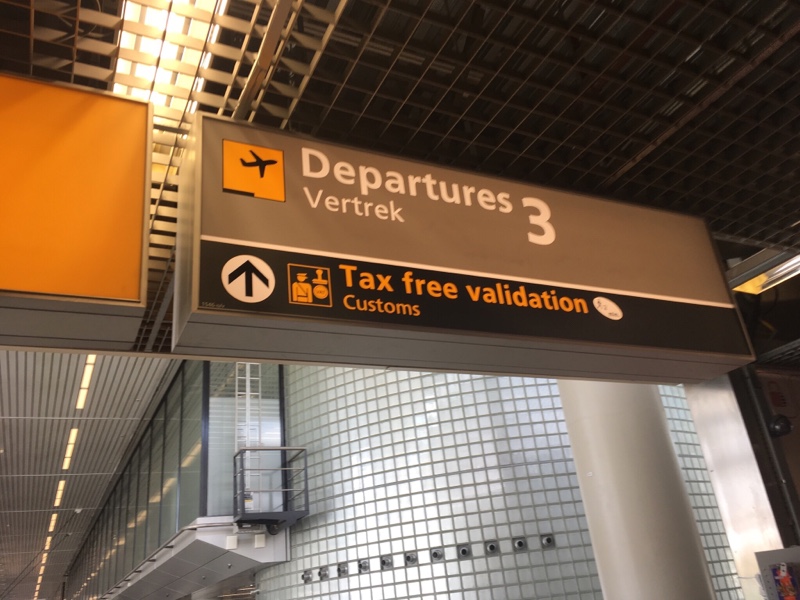 Departures 3
Vertrek
Tax free validation
Customs